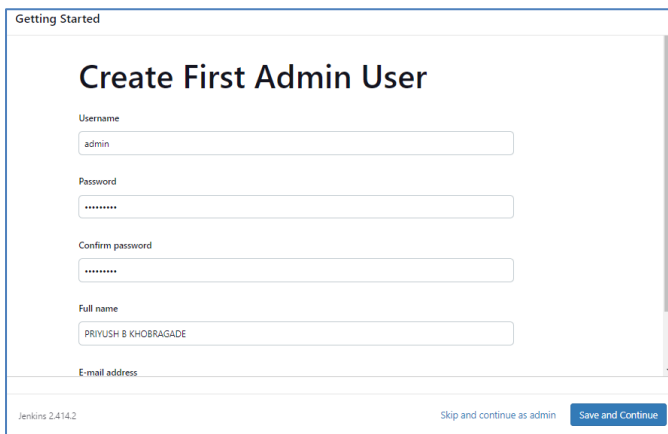 Getting Started
Create First Admin User
Username
admin
Password
•••••••••
Confirm password
•••••••••
Full name
PRIYUSH B KHOBRAGADE
E-mail address
Jenkins 2.414.2
Skip and continue as admin
Save and Continue